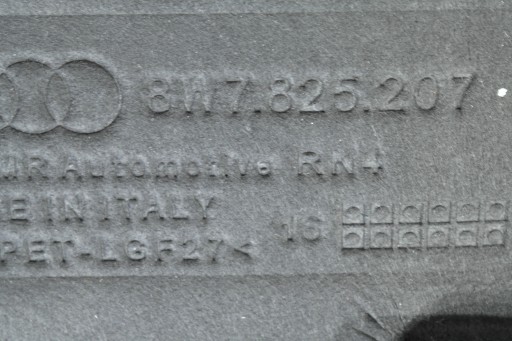 8W7.825.207
MR Automotive RN4
E IN ITALY
PET-LGF27<
16